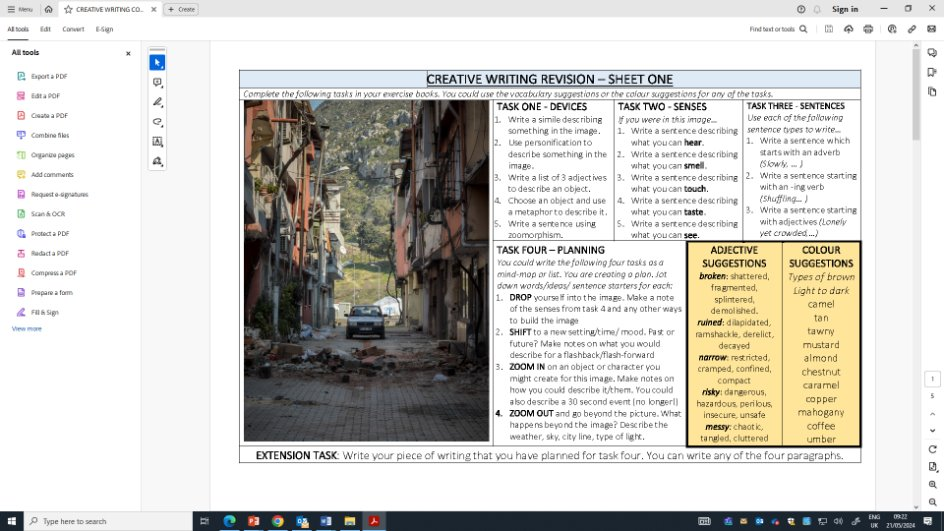 Menu
CREATIVE WRITING CO...
Create
Sign in
All tools
Edit
Convert
E-Sign
Find text or tools
All tools
Export a PDF
Edit a PDF
Create a PDF
Combine files
Organize pages
Add comments
Request e-signatures
Scan & OCR
Protect a PDF
Redact a PDF
Compress a PDF
Prepare a form
Fill & Sign
View more
CREATIVE WRITING REVISION – SHEET ONE
Complete the following tasks in your exercise books. You could use the vocabulary suggestions or the colour suggestions for any of the tasks.
TASK ONE - DEVICES
1. Write a simile describing
something in the image.
2. Use personification to
describe something in the
image.
3. Write a list of 3 adjectives
to describe an object.
4. Choose an object and use
a metaphor to describe it.
5. Write a sentence using
zoomorphism.
TASK TWO - SENSES
If you were in this image...
1. Write a sentence describing
what you can hear.
2. Write a sentence describing
what you can smell.
3. Write a sentence describing
what you can touch.
4. Write a sentence describing
what you can taste.
5. Write a sentence describing
what you can see.
TASK THREE - SENTENCES
Use each of the following
sentence types to write...
1. Write a sentence which
starts with an adverb
(Slowly, ... )
2. Write a sentence starting
with an -ing verb
(Shuffling... )
3. Write a sentence starting
with adjectives (Lonely
yet crowded,...)
TASK FOUR – PLANNING
You could write the following four tasks as a
mind-map or list. You are creating a plan. Jot
down words/ideas/ sentence starters for each:
1. DROP yourself into the image. Make a note
of the senses from task 4 and any other ways
to build the image
2. SHIFT to a new setting/time/ mood. Past or
future? Make notes on what you would
describe for a flashback/flash-forward
3. ZOOM IN on an object or character you
might create for this image. Make notes on
how you could describe it/them. You could
also describe a 30 second event (no longer!)
4. ZOOM OUT and go beyond the picture. What
happens beyond the image? Describe the
weather, sky, city line, type of light.
ADJECTIVE
SUGGESTIONS
broken: shattered,
fragmented,
splintered,
demolished.
ruined: dilapidated,
ramshackle, derelict,
decayed
narrow: restricted,
cramped, confined,
compact
risky: dangerous,
hazardous, perilous,
insecure, unsafe
messy: chaotic,
tangled, cluttered
COLOUR
SUGGESTIONS
Types of brown
Light to dark
camel
tan
tawny
mustard
almond
chestnut
caramel
copper
mahogany
coffee
umber
EXTENSION TASK: Write your piece of writing that you have planned for task four. You can write any of the four paragraphs.
1
5
Type here to search
ENG
UK
09:22
21/05/2024